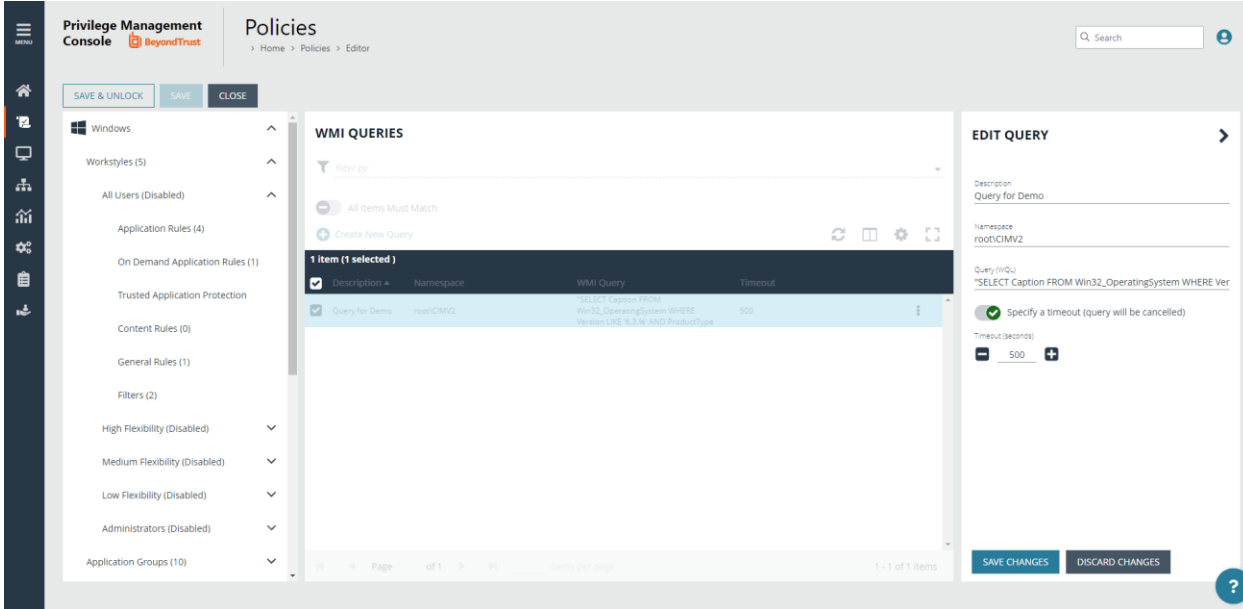 MENU
Privilege Management
Console BeyondTrust
Policies
> Home > Policies > Editor
Search
SAVE & UNLOCK
SAVE
CLOSE
Windows
Workstyles (5)
All Users (Disabled)
Application Rules (4)
On Demand Application Rules (1)
Trusted Application Protection
Content Rules (0)
General Rules (1)
Filters (2)
High Flexibility (Disabled)
Medium Flexibility (Disabled)
Low Flexibility (Disabled)
Administrators (Disabled)
Application Groups (10)
WMI QUERIES
Filter by
All Items Must Match
Create New Query
1 item (1 selected )
Description Namespace WMI Query Timeout
"SELECT Caption FROM
Query for Demo root\CIMV2 Win32_OperatingSystem WHERE 500
Version LIKE '6.3.%' AND ProductType
Page of 1 items per page 1 - 1 of 1 items
EDIT QUERY
Description
Query for Demo
Namespace
root\CIMV2
Query (WQL)
"SELECT Caption FROM Win32_OperatingSystem WHERE Ver
Specify a timeout (query will be cancelled)
Timeout (seconds)
500
SAVE CHANGES
DISCARD CHANGES
?